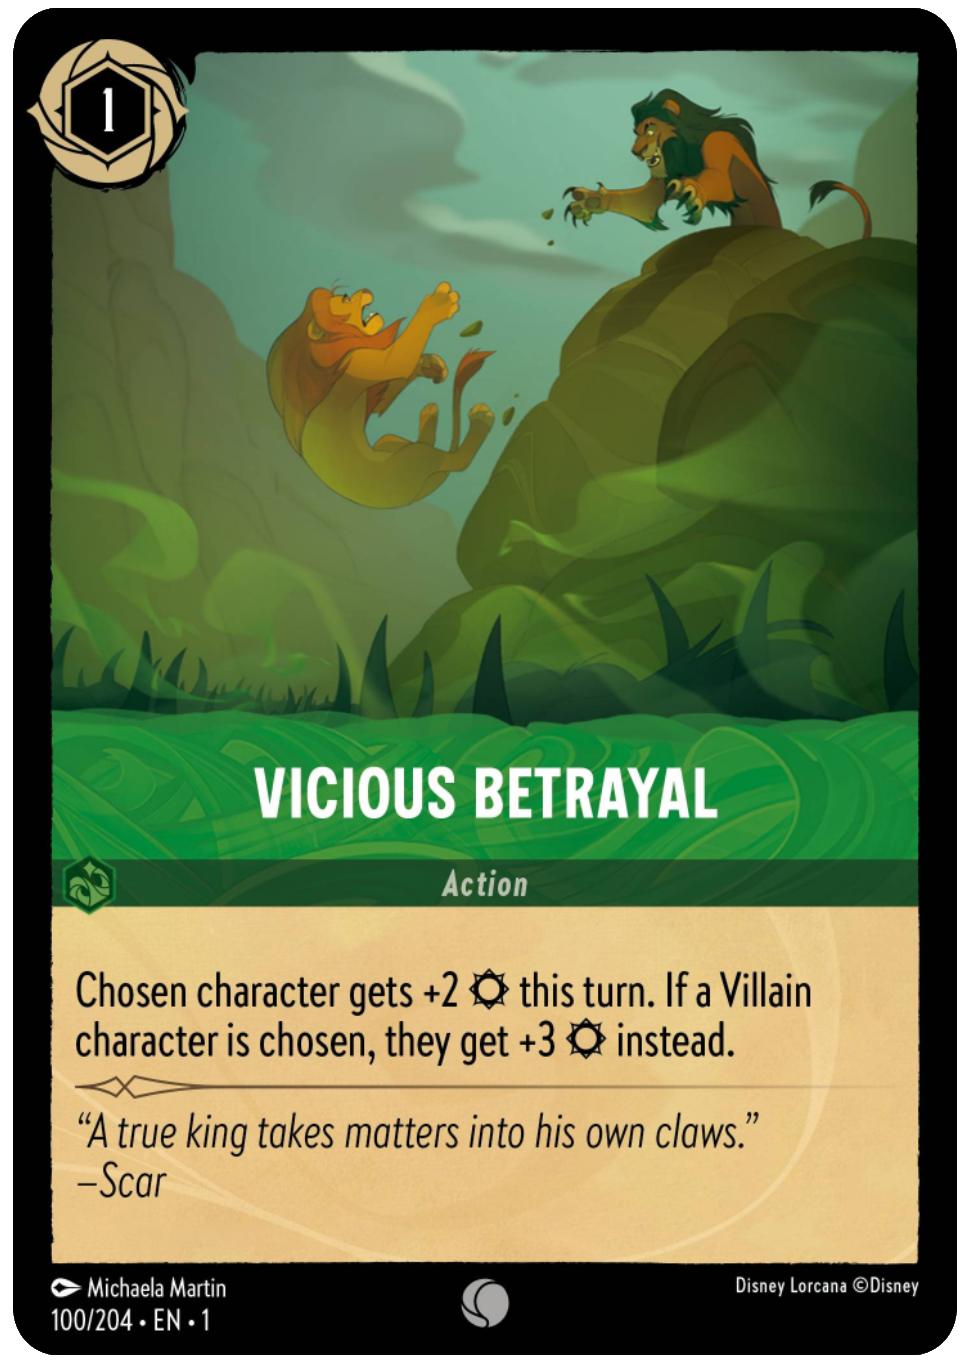 1
VICIOUS BETRAYAL
Action
Chosen character gets +2 this turn. If a Villain
character is chosen, they get +3 instead.
“A true king takes matters into his own claws.”
–Scar
Michaela Martin
100/204 • EN • 1
Disney Lorcana ©Disney